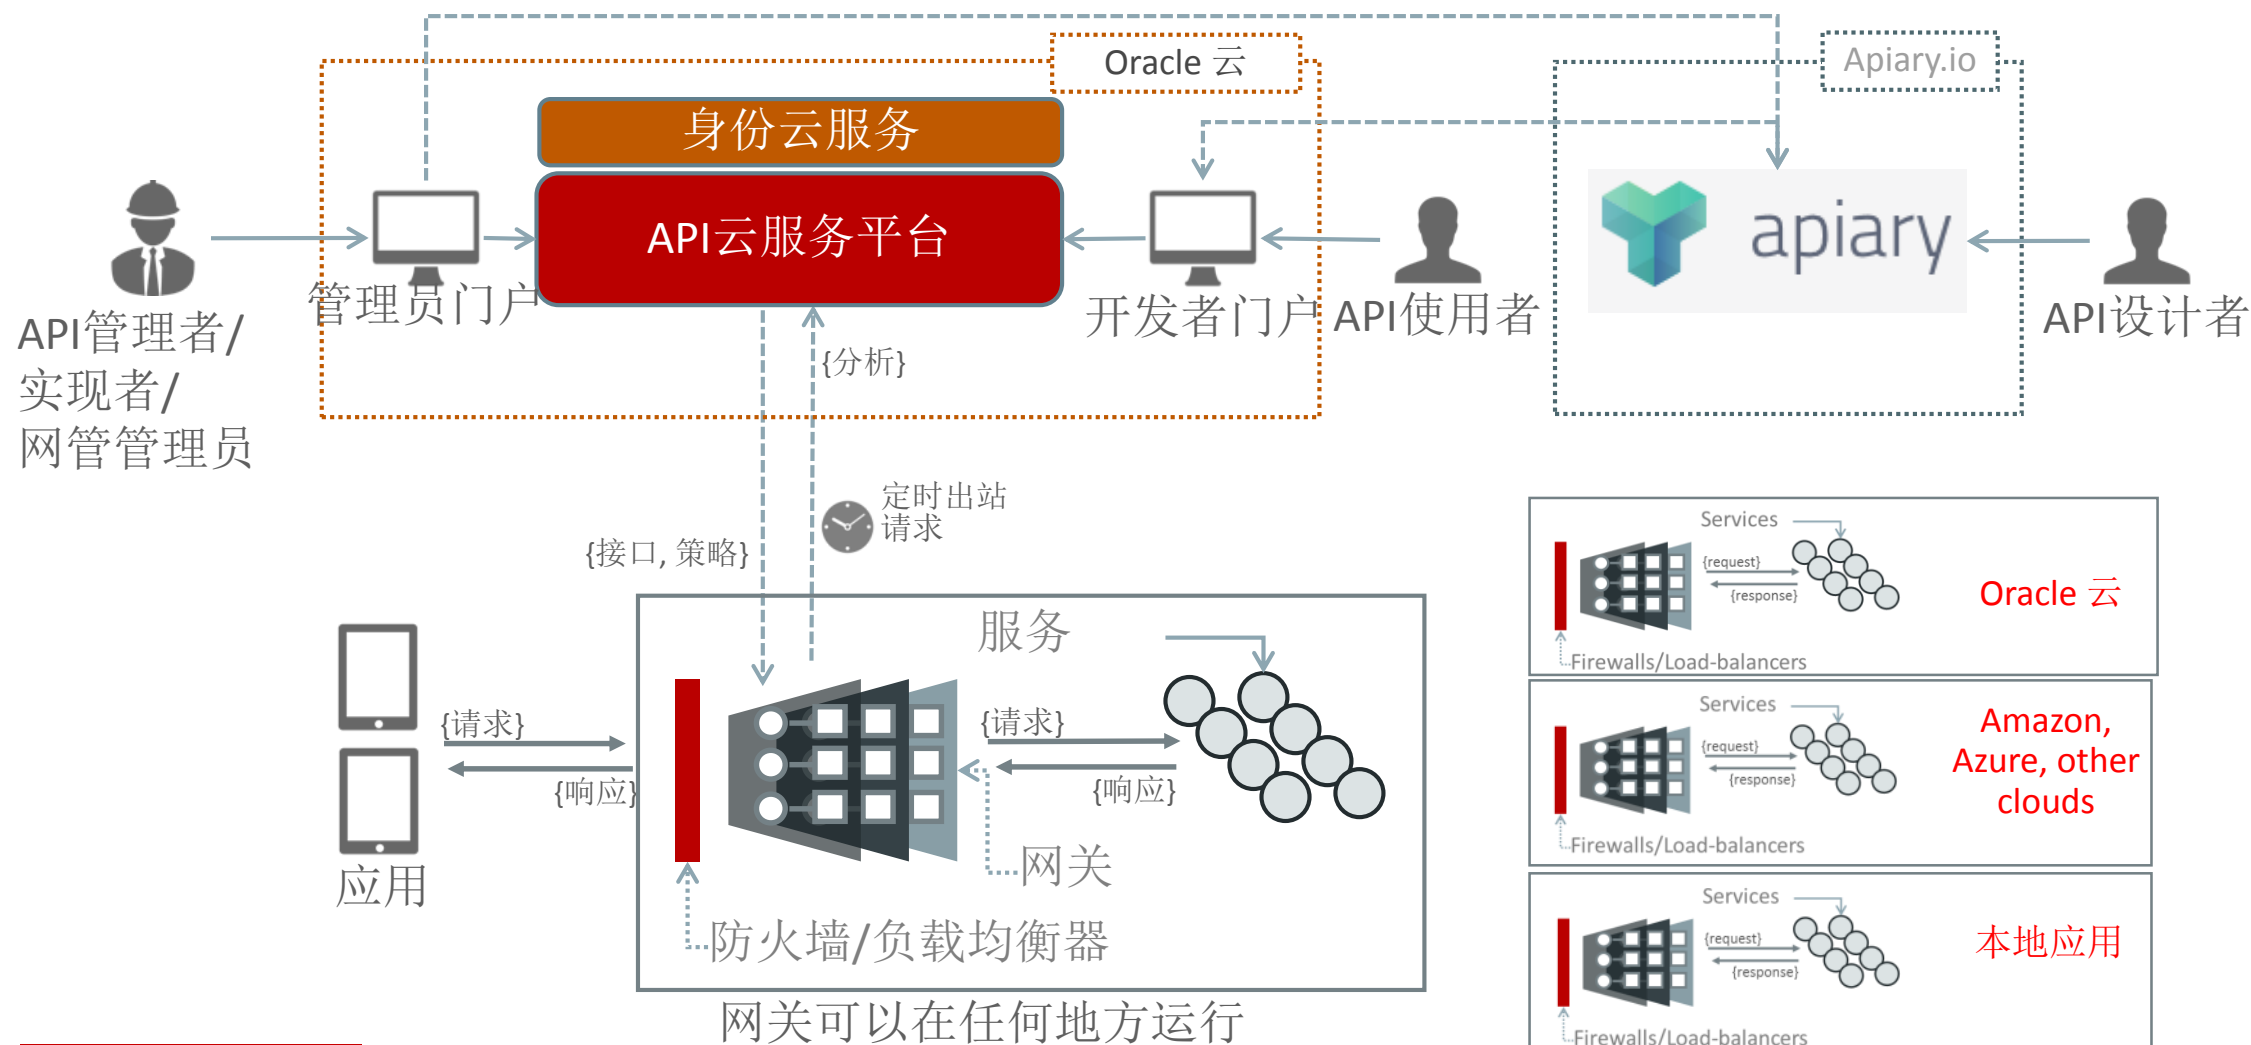 Oracle 云
Apiary.io
身份云服务
API云服务平台
apiary
管理员门户
开发者门户
API使用者
API设计者
API管理者/
实现者/
网管管理员
{分析}
定时出站
请求
{接口, 策略}
服务
{请求}
{响应}
{请求}
{响应}
网关
应用
防火墙/负载均衡器
网关可以在任何地方运行
Services
{request}
{response}
Firewalls/Load-balancers
Oracle 云
Services
{request}
{response}
Firewalls/Load-balancers
Amazon,
Azure, other
clouds
Services
{request}
{response}
Firewalls/Load-balancers
本地应用